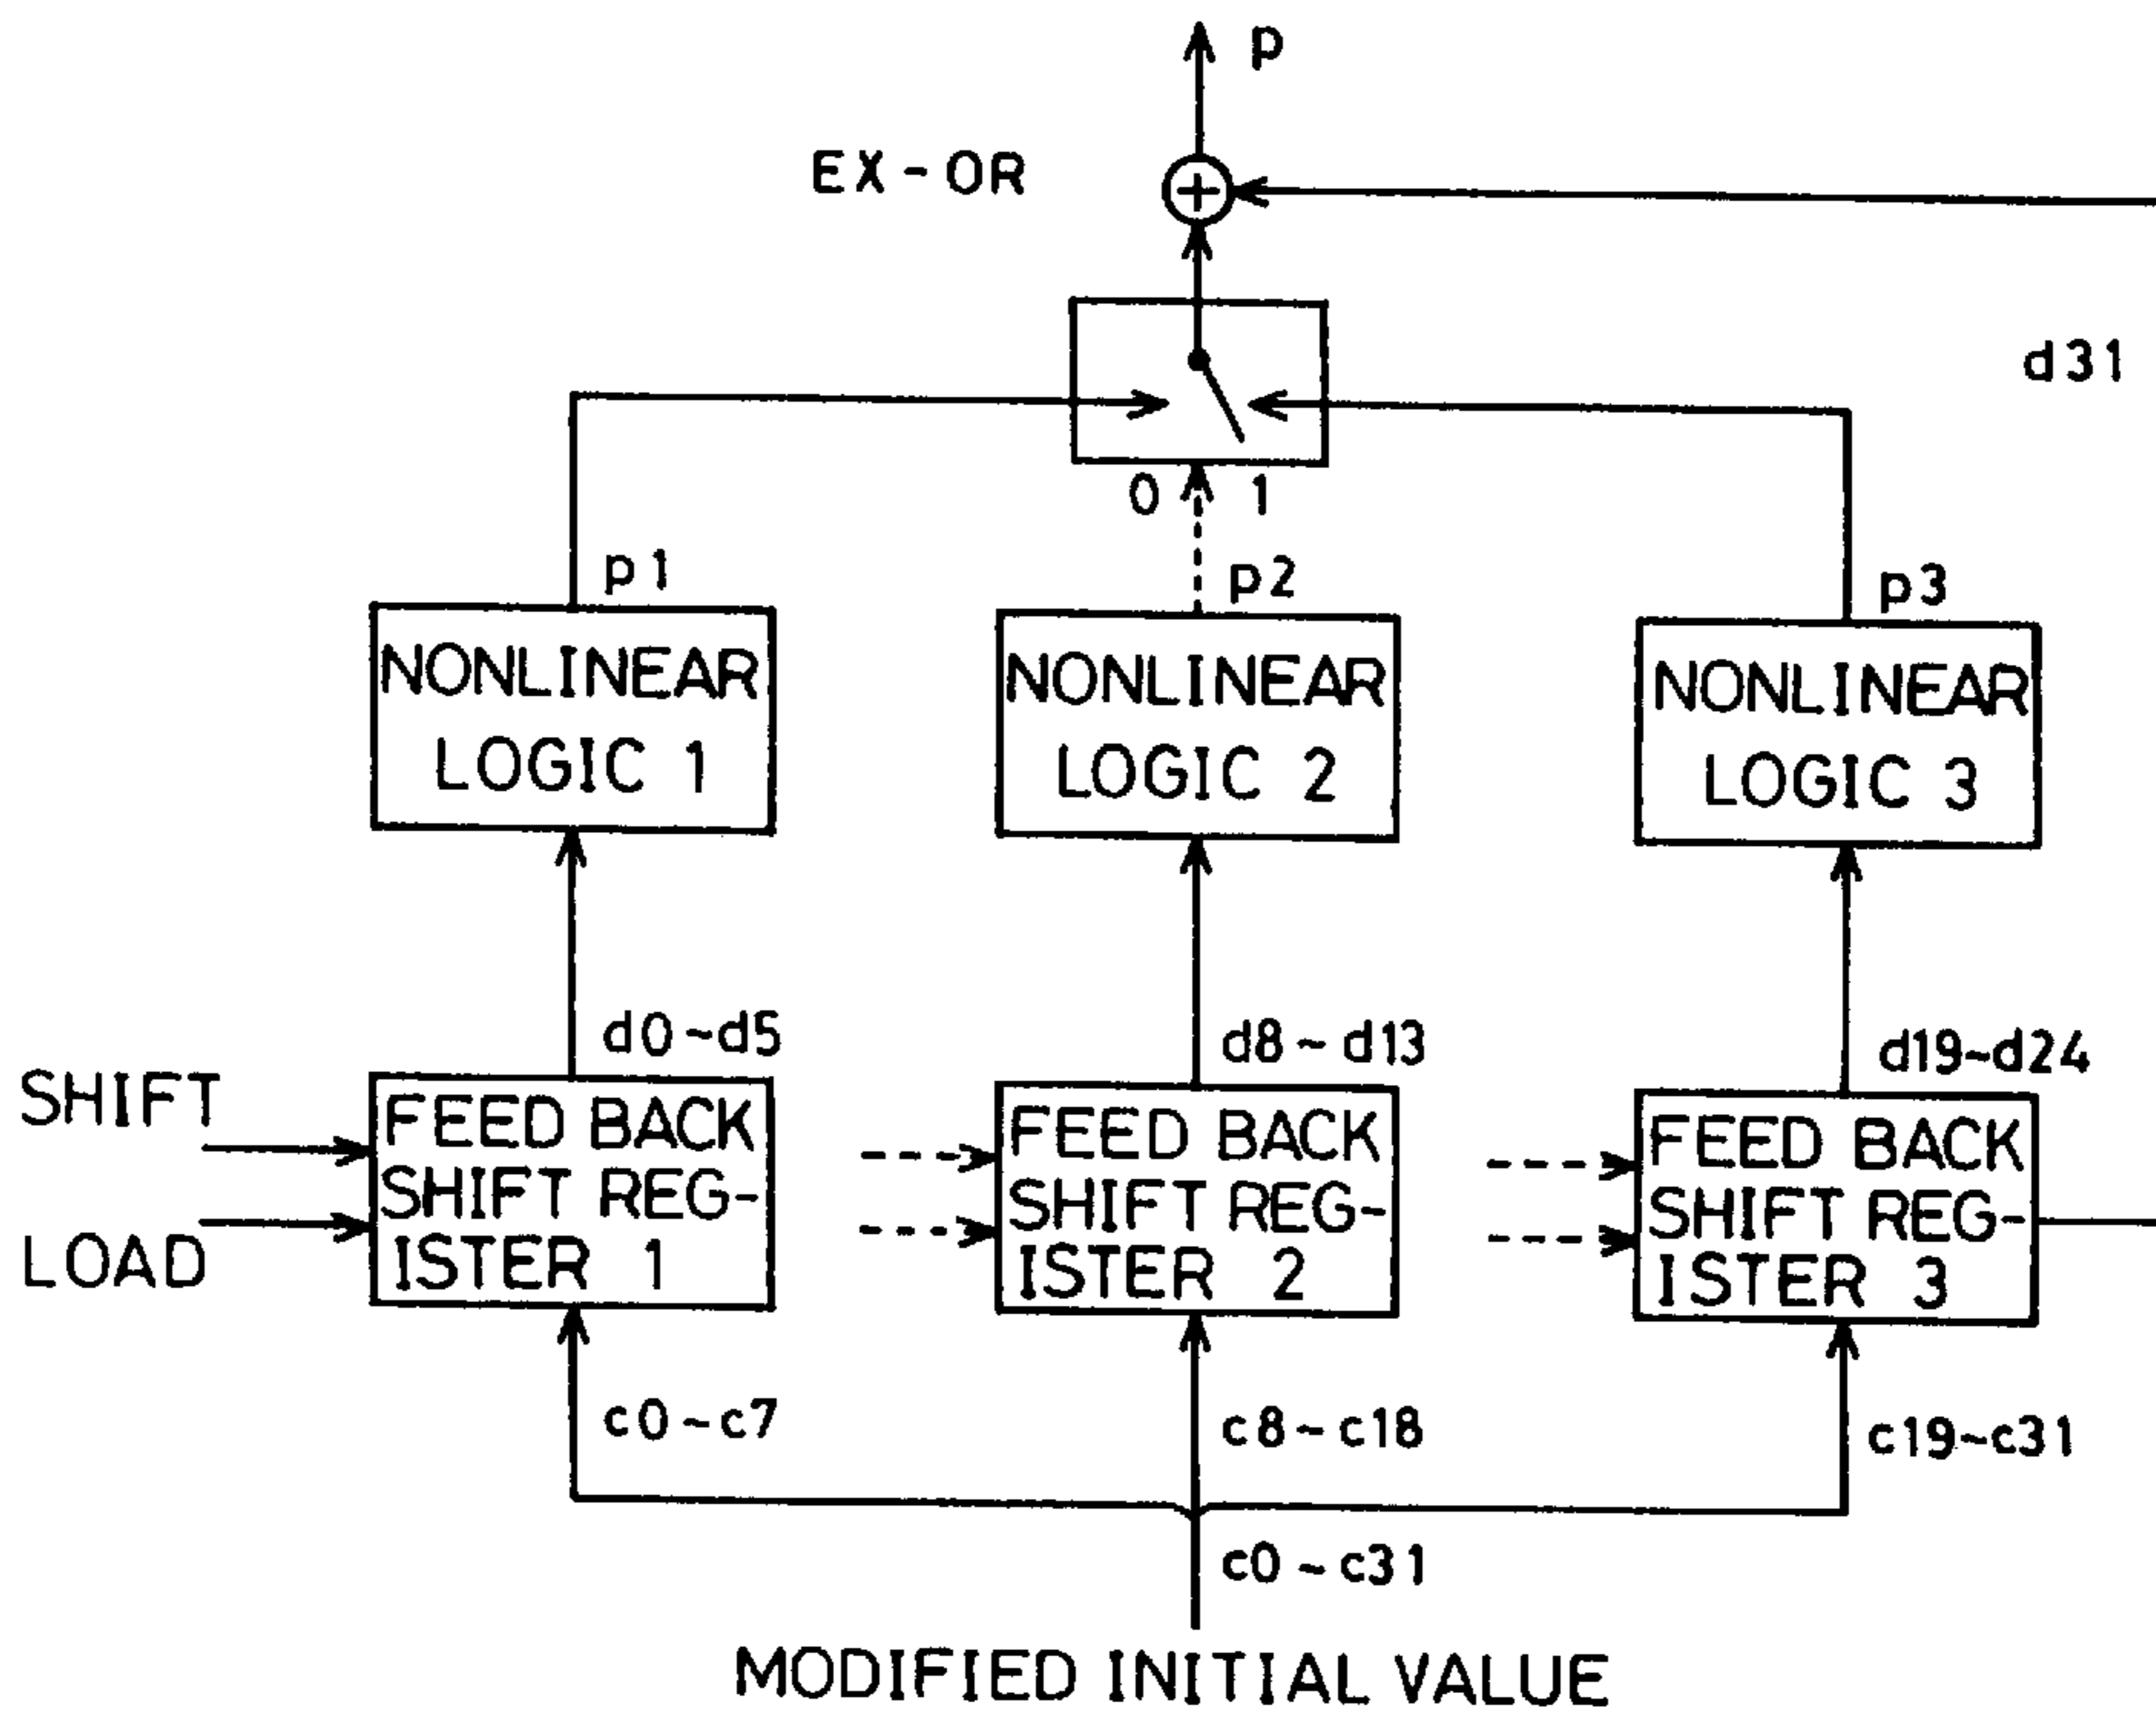 p
EX-OR
d31
0 1
p1
p2
p3
NONLINEAR
LOGIC 1
NONLINEAR
LOGIC 2
NONLINEAR
LOGIC 3
d0~d5
d8~d13
d19~d24
SHIFT
LOAD
FEED BACK
SHIFT REG-
ISTER 1
FEED BACK
SHIFT REG-
ISTER 2
FEED BACK
SHIFT REG-
ISTER 3
c0~c7
c8~c18
c19~c31
c0~c31
MODIFIED INITIAL VALUE